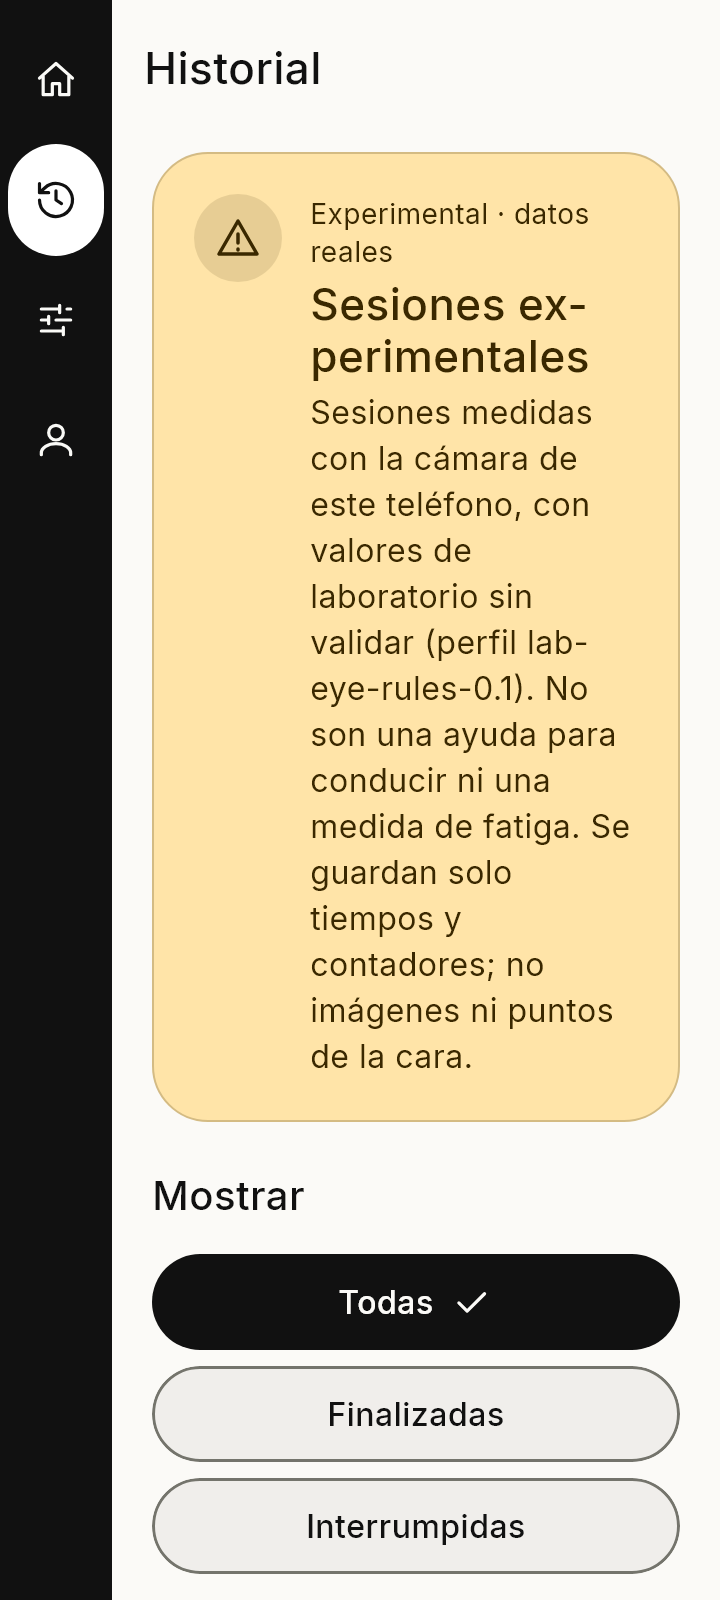 Historial
Experimental · datos
reales
Sesiones ex-
perimentales
Sesiones medidas
con la cámara de
este teléfono, con
valores de
laboratorio sin
validar (perfil lab-
eye-rules-0.1). No
son una ayuda para
conducir ni una
medida de fatiga. Se
guardan solo
tiempos y
contadores; no
imágenes ni puntos
de la cara.
Mostrar
Todas
Finalizadas
Interrumpidas